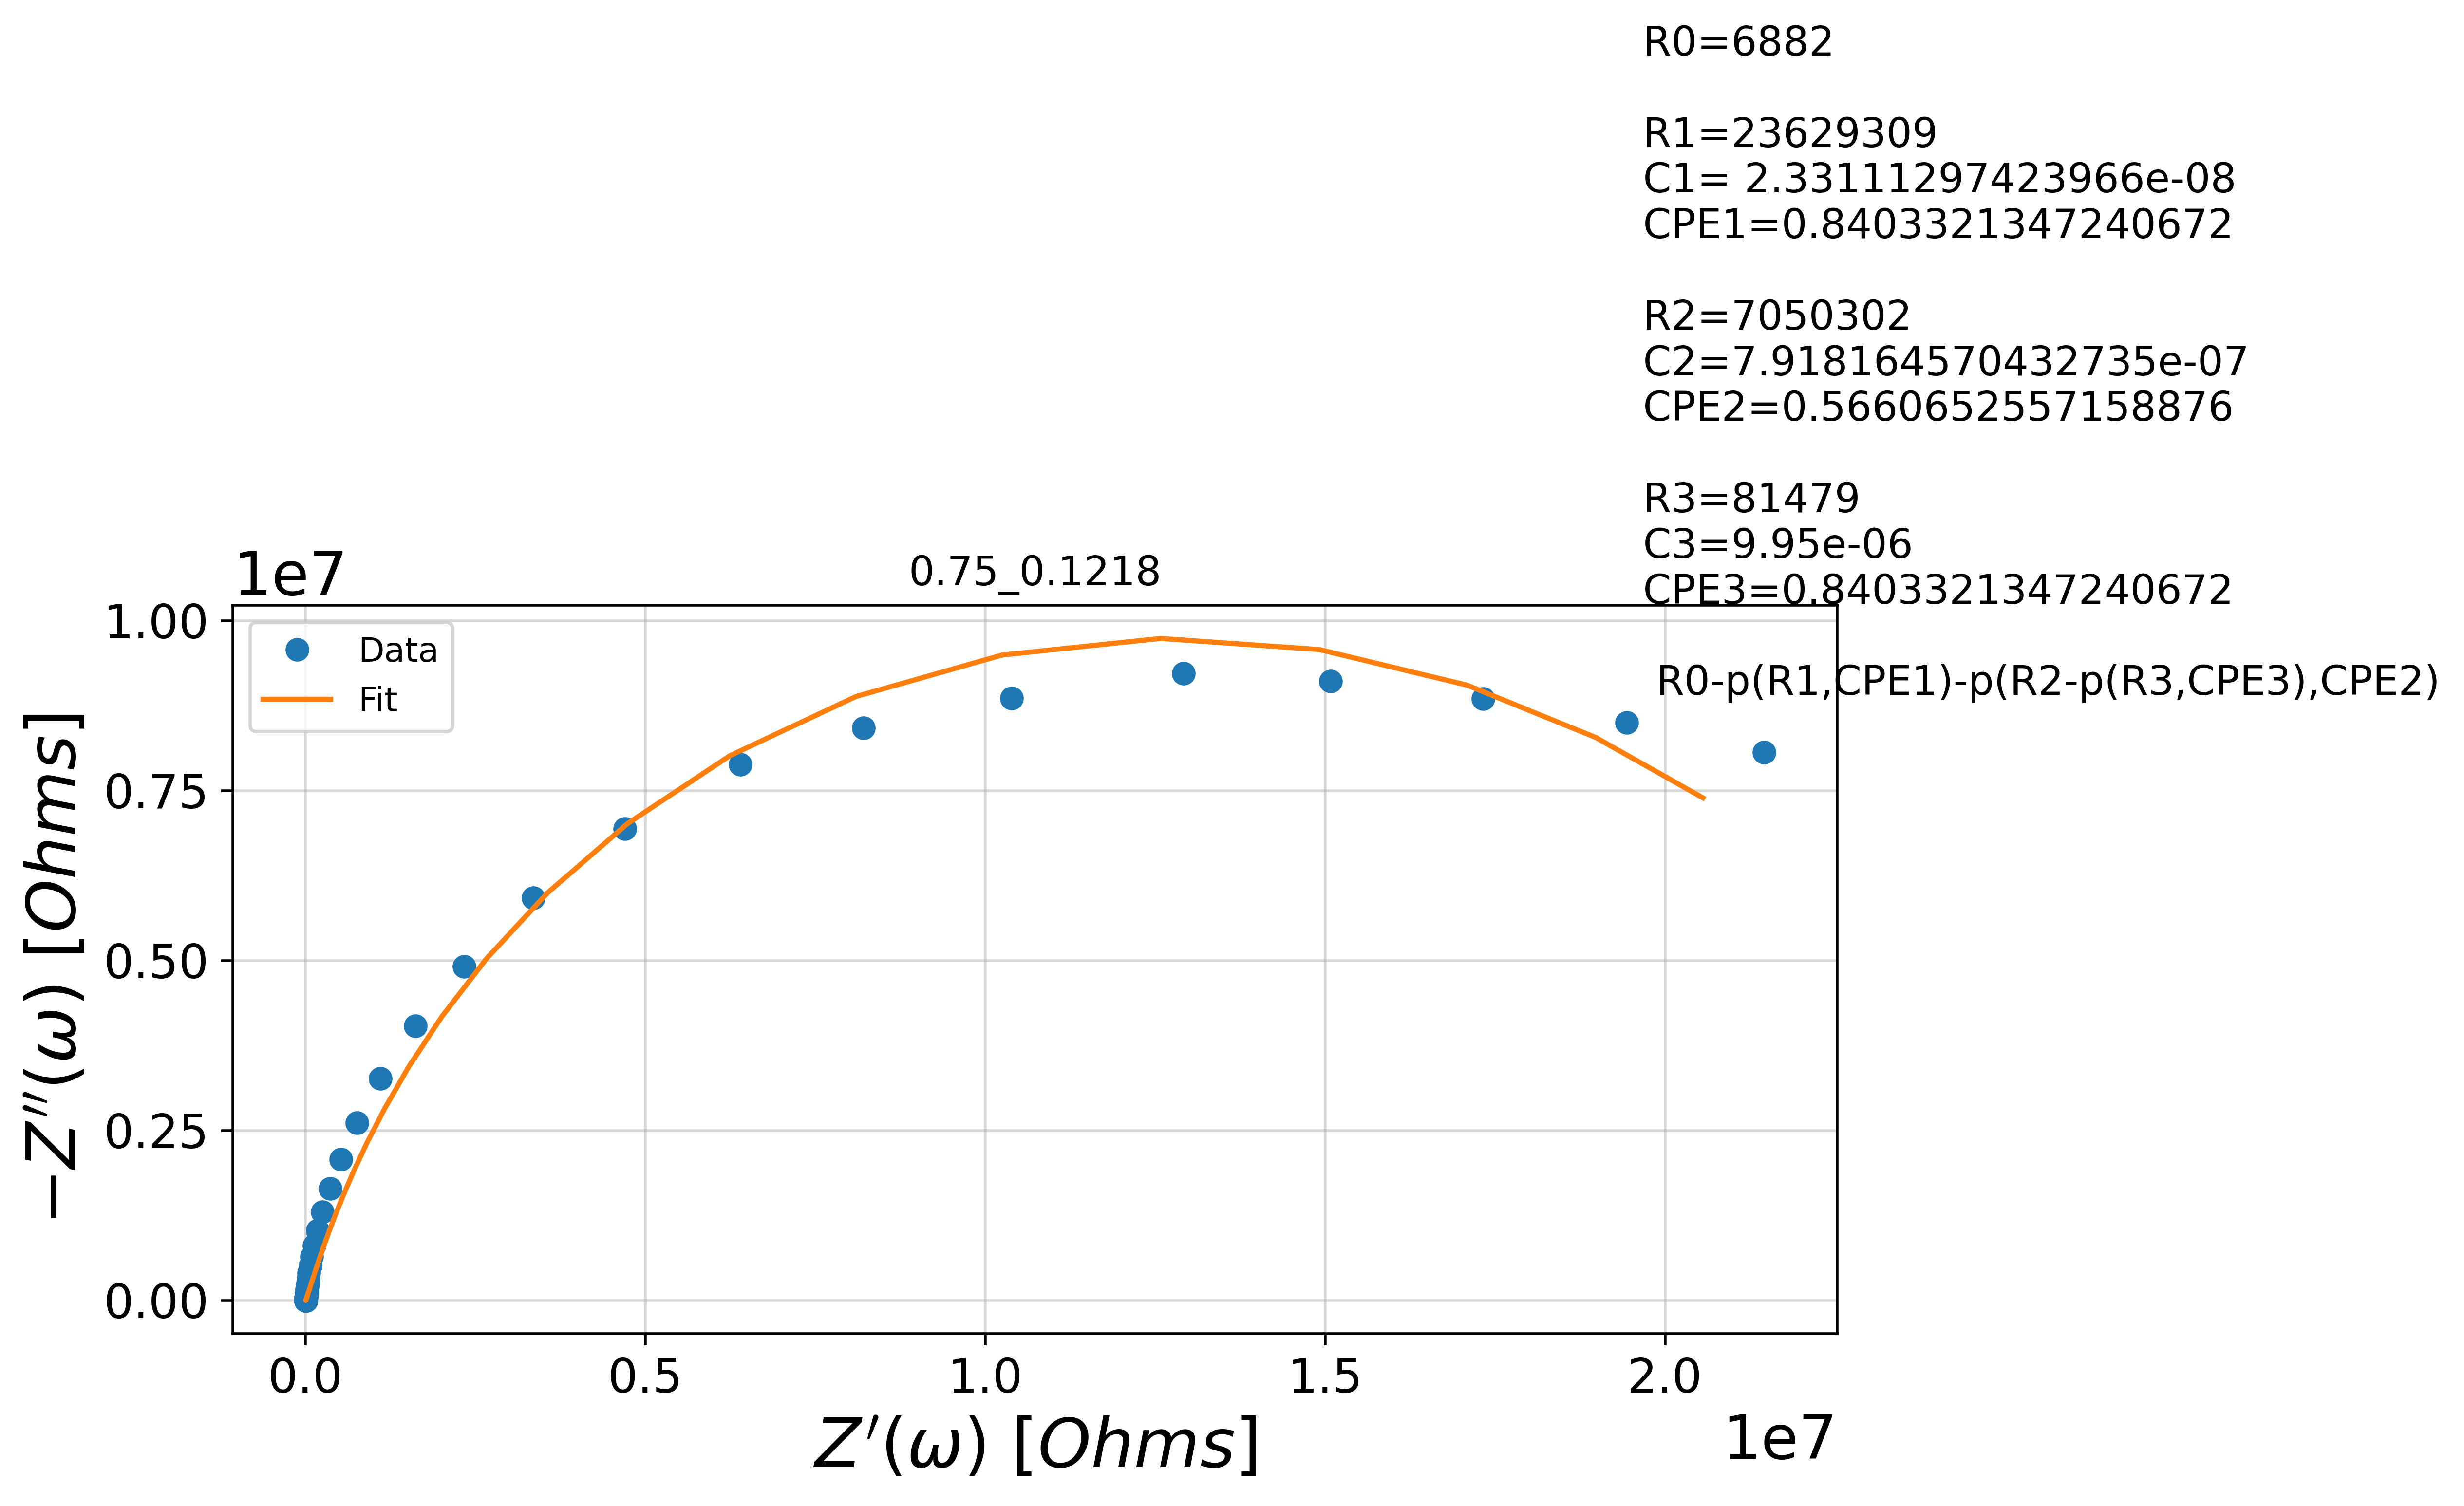 R0=6882
R1=23629309
C1= 2.33111297423966e-08
CPE1=0.8403321347240672
R2=7050302
C2=7.918164570432735e-07
CPE2=0.5660652557158876
R3=81479
C3=9.95e-06
CPE3=0.8403321347240672
R0-p(R1,CPE1)-p(R2-p(R3,CPE3),CPE2)
0.75_0.1218
1e7
1.00
0.75
0.50
0.25
0.00
−Z′′(ω) [Ohms]
Data
Fit
0.0 0.5 1.0 1.5 2.0
1e7
Z′(ω) [Ohms]